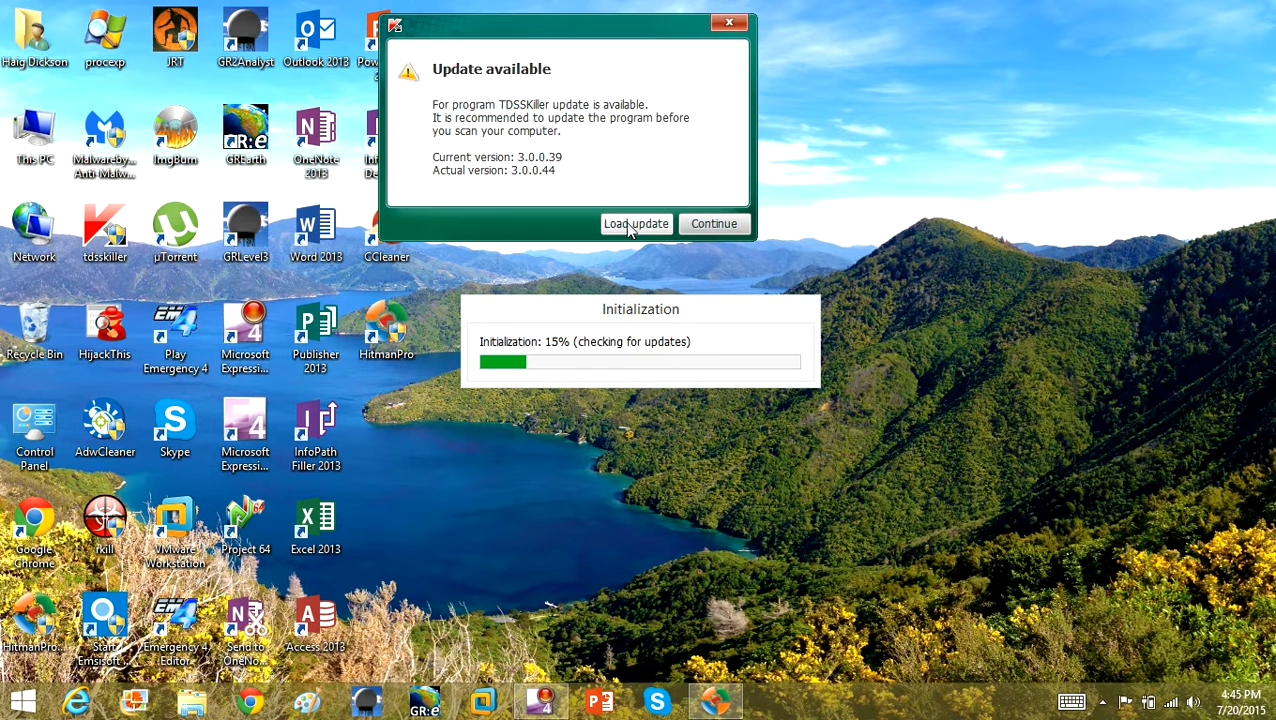 Update available
For program TDSSKiller update is available.
It is recommended to update the program before
you scan your computer.
Current version: 3.0.0.39
Actual version: 3.0.0.44
Load update
Continue
Initialization
Initialization: 15% (checking for updates)
Haig Dickson
procexp
JRT
GR2Analyst
Outlook 2013
This PC
Malwareby...
Anti-Malw...
ImgBurn
GREarth
GR:e
OneNote
2013
Network
tdsskiller
µTorrent
GRLevel3
Word 2013
CCleaner
Recycle Bin
HijackThis
Play
Emergency 4
Microsoft
Expressi...
Publisher
2013
HitmanPro
Control
Panel
AdwCleaner
Skype
Microsoft
Expressi...
InfoPath
Filler 2013
Google
Chrome
rkill
VMware
Workstation
Project 64
Excel 2013
HitmanPro...
Start
Emsisoft ...
Emergency 4
Editor
Send to
OneNo...
Access 2013
GR:e
4:45 PM
7/20/2015